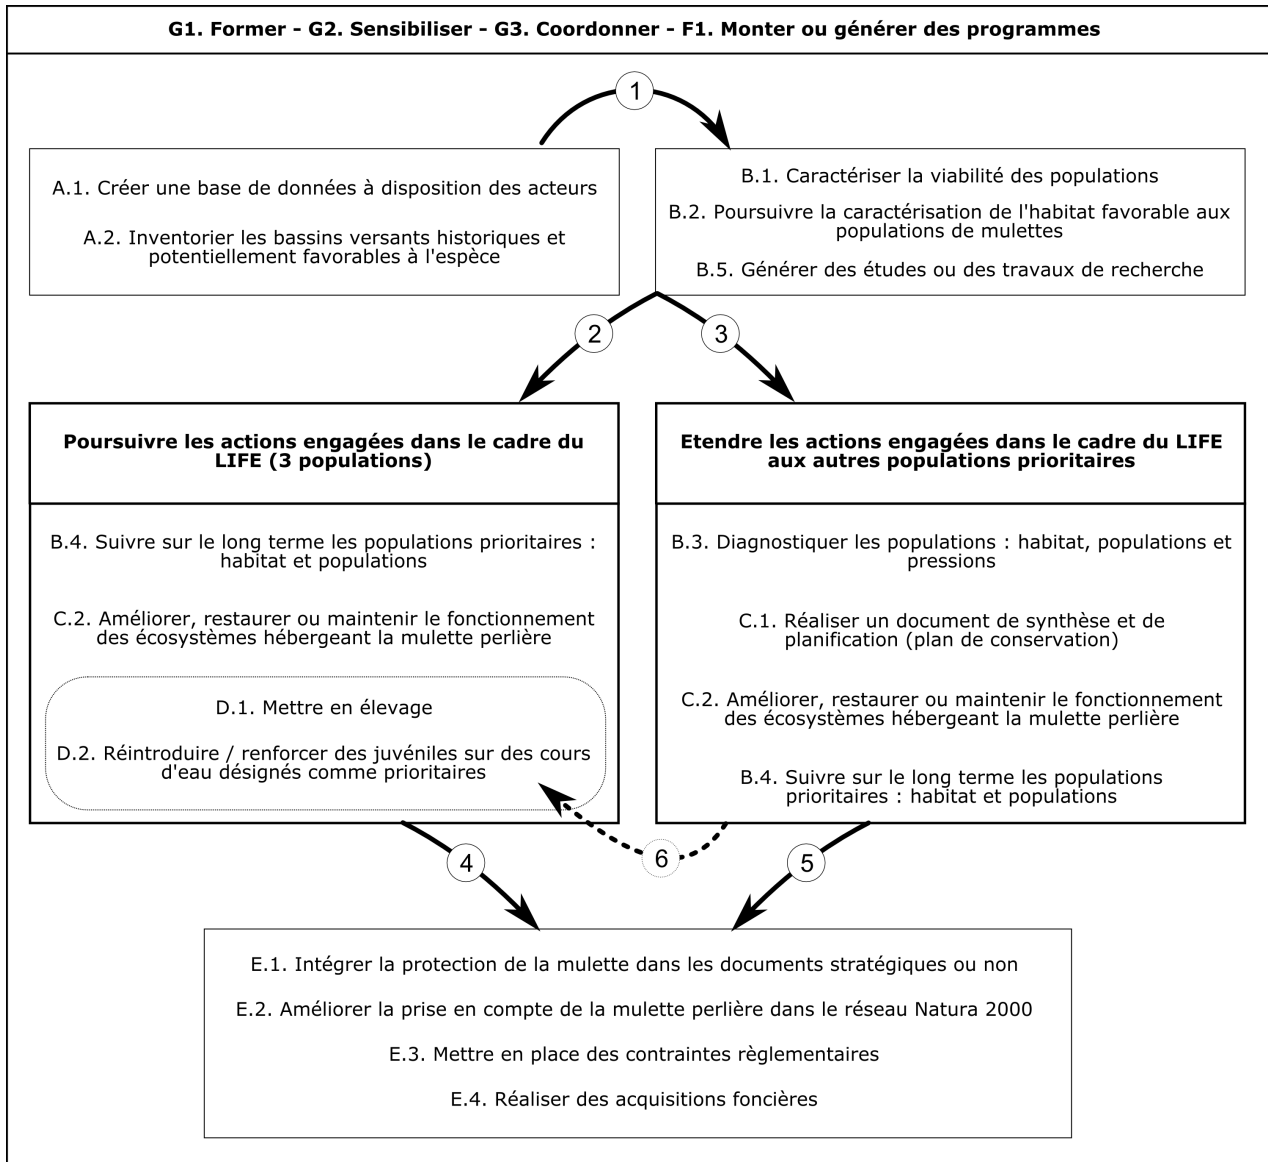 G1. Former - G2. Sensibiliser - G3. Coordonner - F1. Monter ou générer des programmes
1
A.1. Créer une base de données à disposition des acteurs
A.2. Inventorier les bassins versants historiques et
potentiellement favorables à l'espèce
B.1. Caractériser la viabilité des populations
B.2. Poursuivre la caractérisation de l'habitat favorable aux
populations de mulettes
B.5. Générer des études ou des travaux de recherche
2
3
Poursuivre les actions engagées dans le cadre du
LIFE (3 populations)
B.4. Suivre sur le long terme les populations prioritaires :
habitat et populations
C.2. Améliorer, restaurer ou maintenir le fonctionnement
des écosystèmes hébergeant la mulette perlière
D.1. Mettre en élevage
D.2. Réintroduire / renforcer des juvéniles sur des cours
d'eau désignés comme prioritaires
Etendre les actions engagées dans le cadre du LIFE
aux autres populations prioritaires
B.3. Diagnostiquer les populations : habitat, populations et
pressions
C.1. Réaliser un document de synthèse et de
planification (plan de conservation)
C.2. Améliorer, restaurer ou maintenir le fonctionnement
des écosystèmes hébergeant la mulette perlière
B.4. Suivre sur le long terme les populations
prioritaires : habitat et populations
4
6
5
E.1. Intégrer la protection de la mulette dans les documents stratégiques ou non
E.2. Améliorer la prise en compte de la mulette perlière dans le réseau Natura 2000
E.3. Mettre en place des contraintes règlementaires
E.4. Réaliser des acquisitions foncières